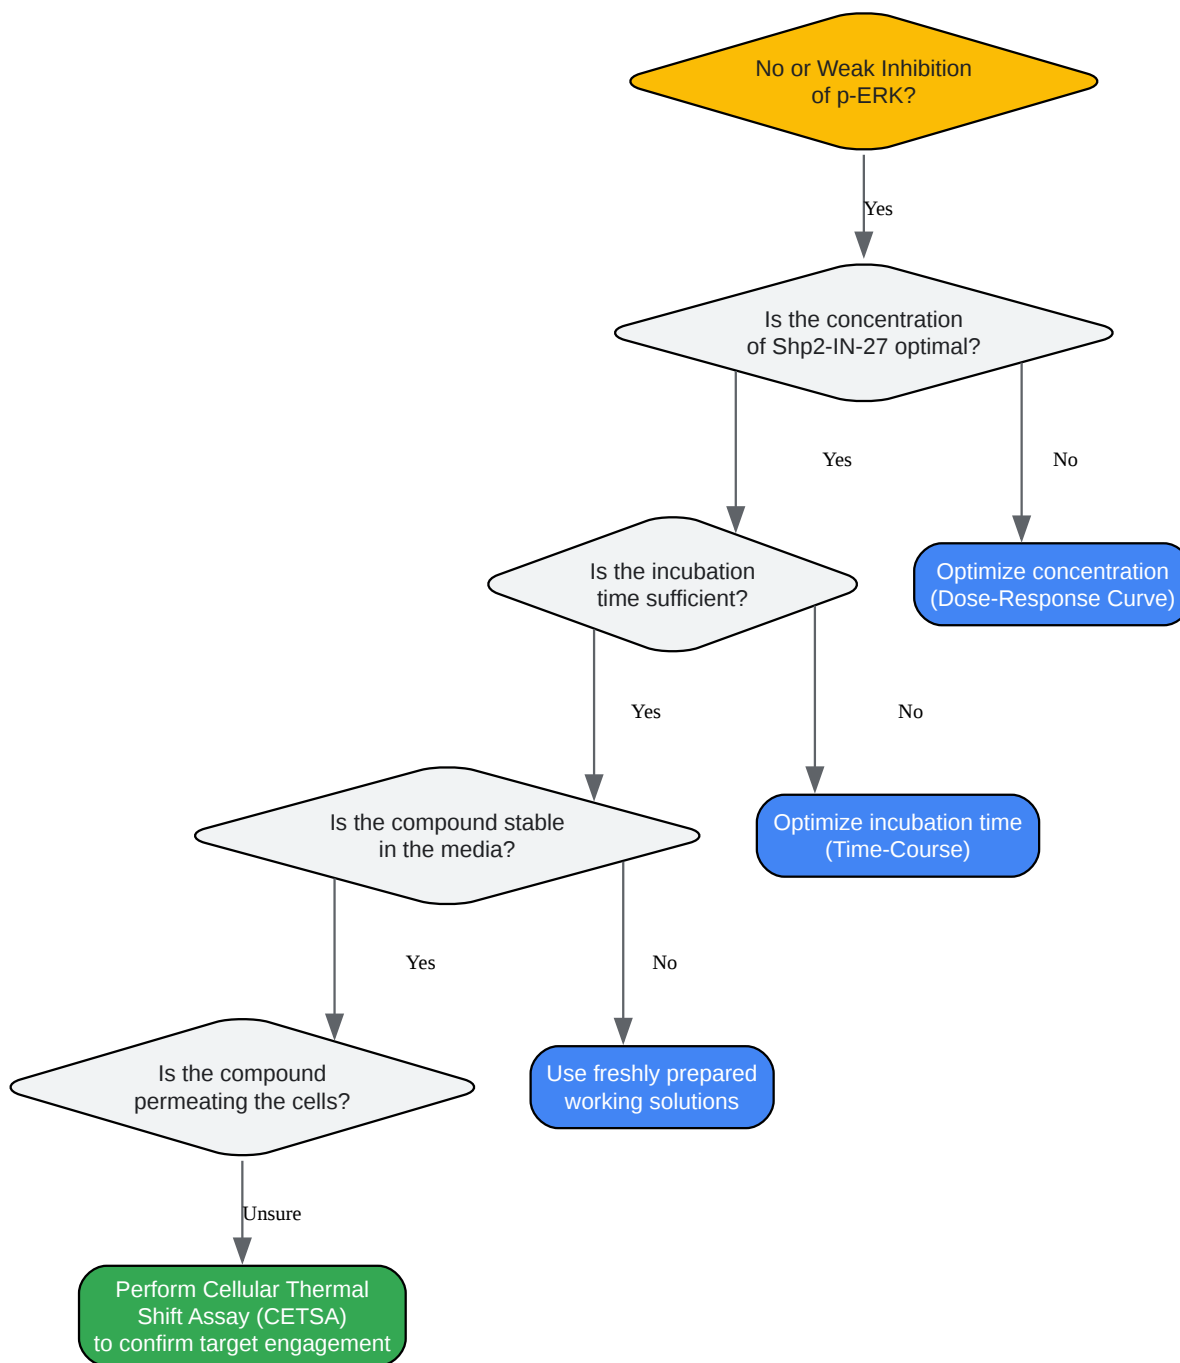 No or Weak Inhibition
of p-ERK?
Yes
Is the concentration
of Shp2-IN-27 optimal?
Yes
No
Is the incubation
time sufficient?
Optimize concentration
(Dose-Response Curve)
Yes
No
Is the compound stable
in the media?
Optimize incubation time
(Time-Course)
Yes
No
Is the compound
permeating the cells?
Use freshly prepared
working solutions
Unsure
Perform Cellular Thermal
Shift Assay (CETSA)
to confirm target engagement